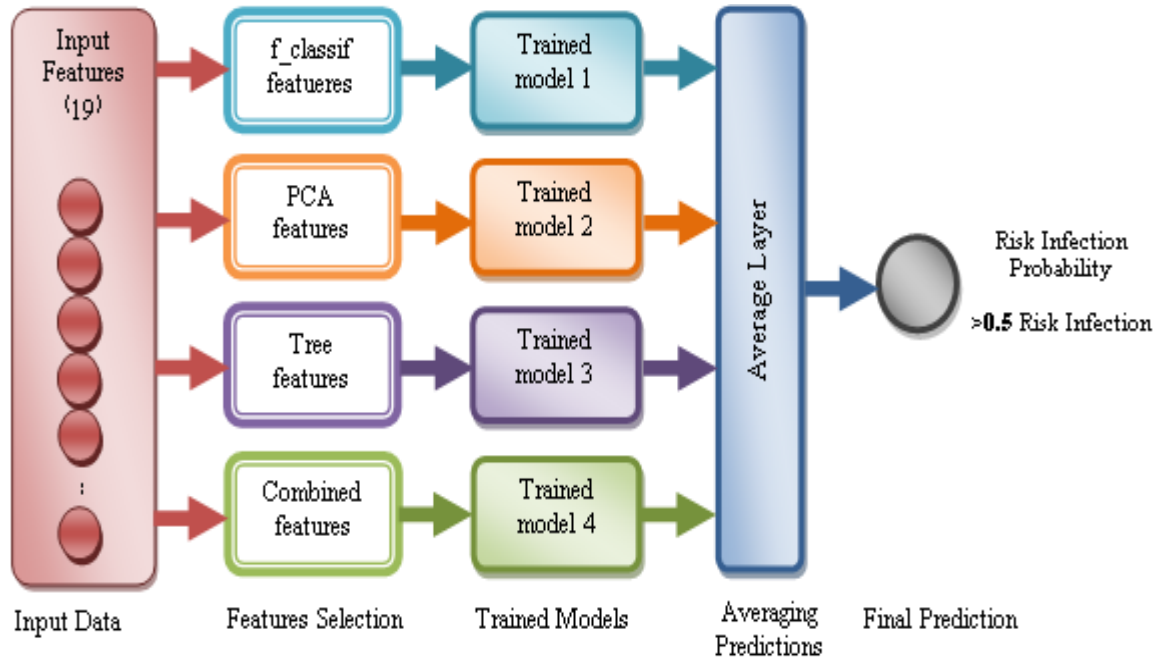 Input
Features
(19)
:
f_classif
featueres
PCA
features
Tree
features
Combined
features
Trained
model 1
Trained
model 2
Trained
model 3
Trained
model 4
Average Layer
Risk Infection
Probability
>0.5 Risk Infection
Input Data
Features Selection
Trained Models
Averaging
Predictions
Final Prediction